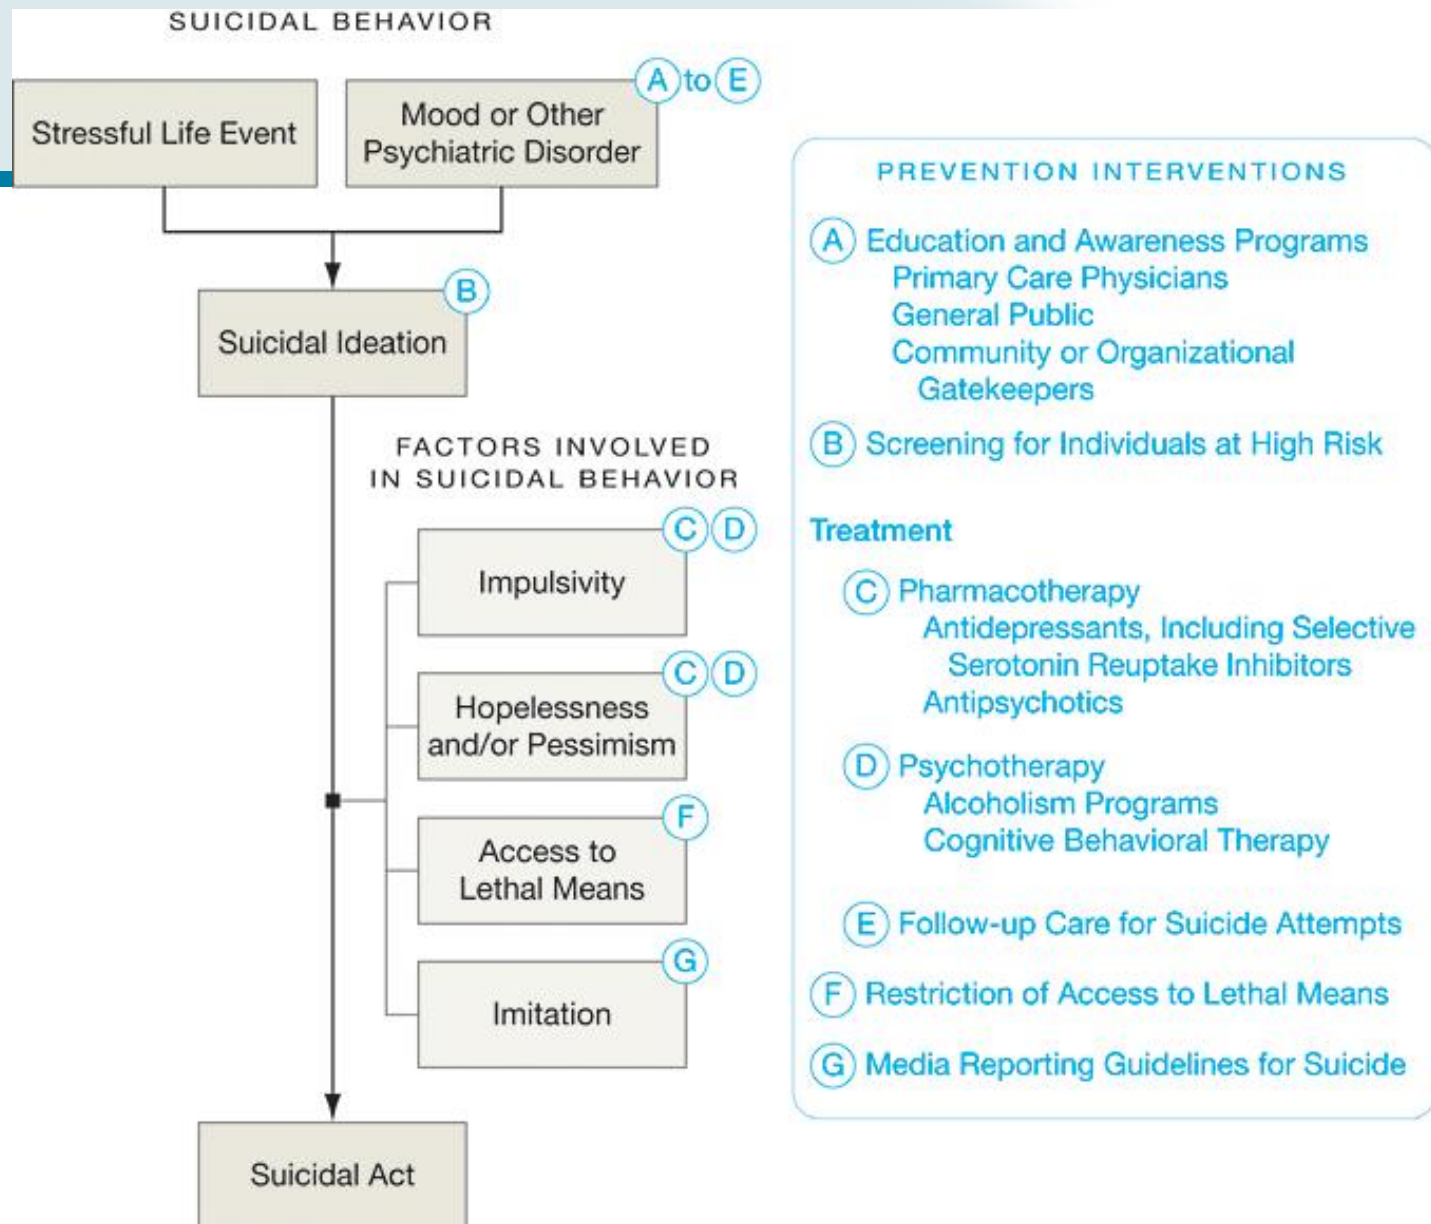 SUICIDAL BEHAVIOR
Stressful Life Event
Mood or Other
Psychiatric Disorder
A to E
Suicidal Ideation
B
FACTORS INVOLVED
IN SUICIDAL BEHAVIOR
Impulsivity
C D
Hopelessness
and/or Pessimism
C D
Access to
Lethal Means
F
Imitation
G
Suicidal Act
PREVENTION INTERVENTIONS
A Education and Awareness Programs
Primary Care Physicians
General Public
Community or Organizational
Gatekeepers
B Screening for Individuals at High Risk
Treatment
C Pharmacotherapy
Antidepressants, Including Selective
Serotonin Reuptake Inhibitors
Antipsychotics
D Psychotherapy
Alcoholism Programs
Cognitive Behavioral Therapy
E Follow-up Care for Suicide Attempts
F Restriction of Access to Lethal Means
G Media Reporting Guidelines for Suicide